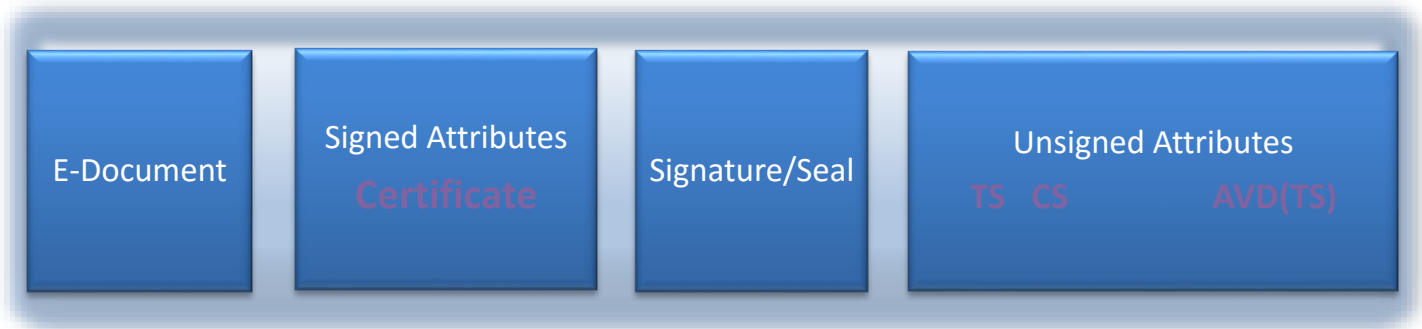 E-Document
Signed Attributes
Certificate
Signature/Seal
Unsigned Attributes
TS CS AVD(TS)